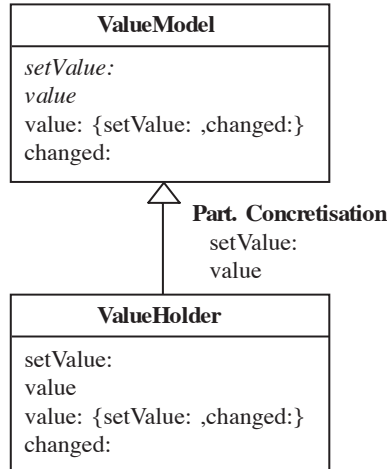 ValueModel
setValue:
value
value: {setValue: ,changed:}
changed:
Part. Concretisation
setValue:
value
ValueHolder
setValue:
value
value: {setValue: ,changed:}
changed: